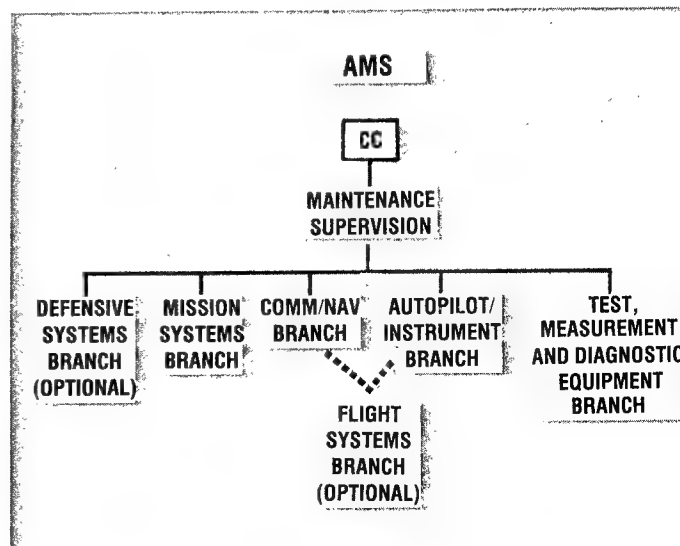 AMS
CC
MAINTENANCE
SUPERVISION
DEFENSIVE
SYSTEMS
BRANCH
(OPTIONAL)
MISSION
SYSTEMS
BRANCH
COMM/NAV
BRANCH
AUTOPILOT/
INSTRUMENT
BRANCH
TEST,
MEASUREMENT
AND DIAGNOSTIC
EQUIPMENT
BRANCH
FLIGHT
SYSTEMS
BRANCH
(OPTIONAL)